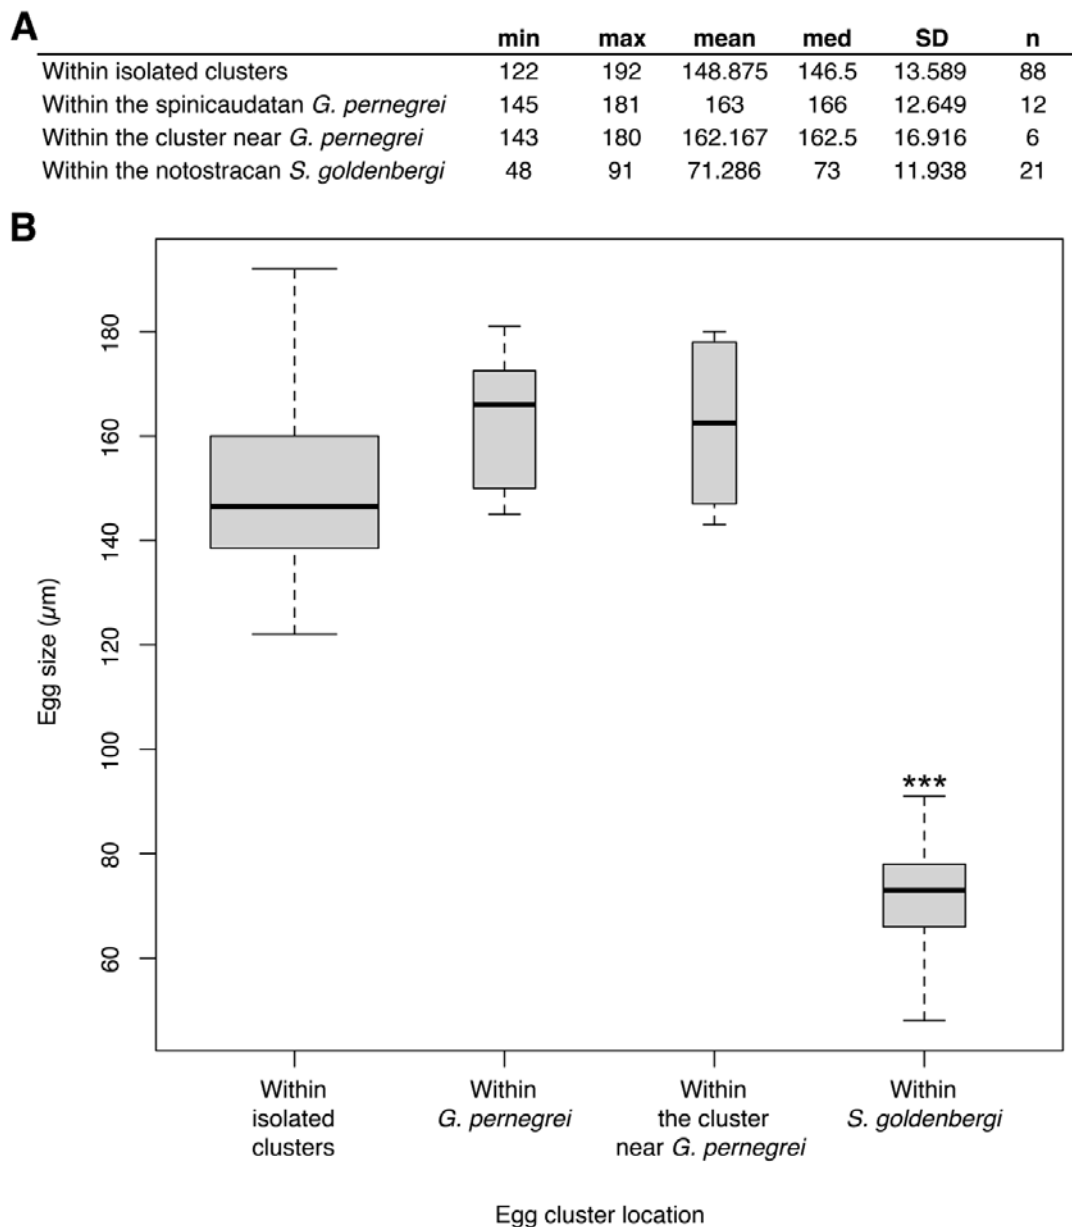 A
min max mean med SD n
Within isolated clusters 122 192 148.875 146.5 13.589 88
Within the spinicaudatan G. pernegrei 145 181 163 166 12.649 12
Within the cluster near G. pernegrei 143 180 162.167 162.5 16.916 6
Within the notostracan S. goldenbergi 48 91 71.286 73 11.938 21
B
Egg size (µm)
180
160
140
120
100
80
60
***
Within isolated clusters
Within G. pernegrei
Within the cluster near G. pernegrei
Within S. goldenbergi
Egg cluster location